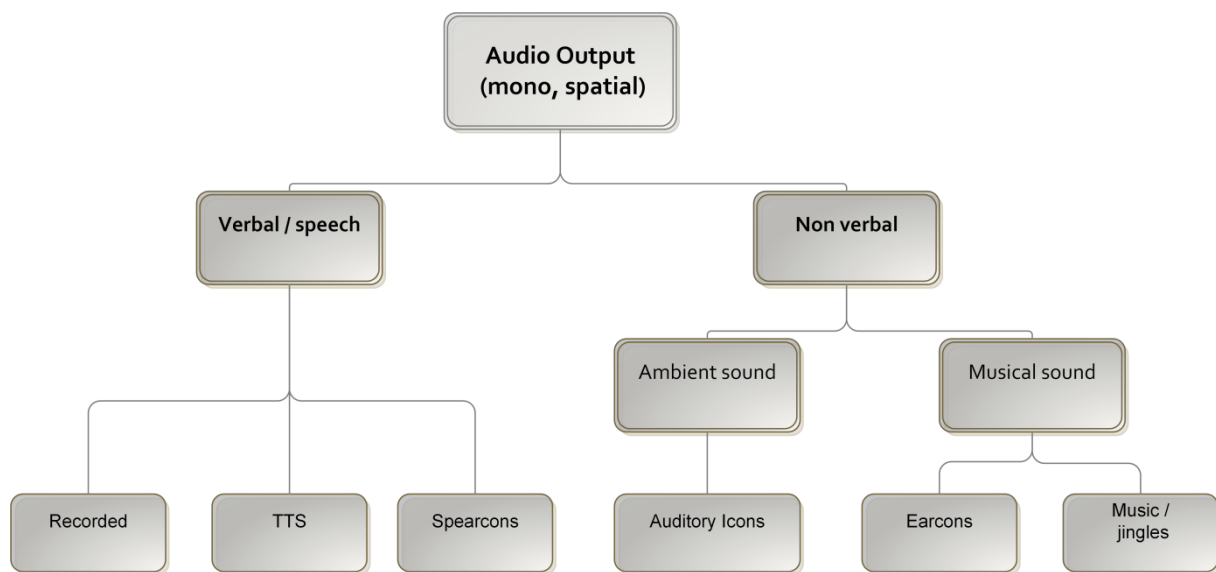 Audio Output
(mono, spatial)
Verbal / speech
Non verbal
Ambient sound
Musical sound
Recorded
TTS
Spearcons
Auditory Icons
Earcons
Music /
jingles